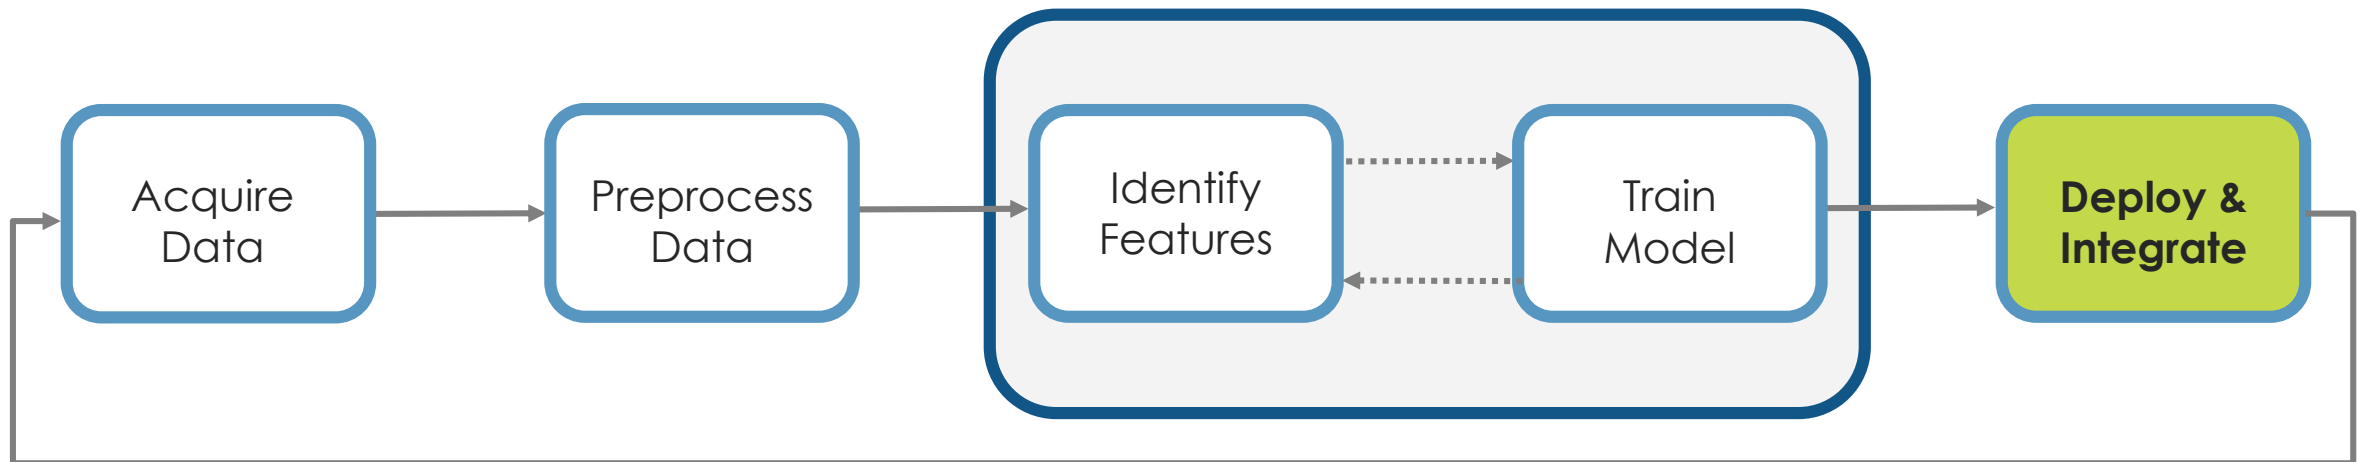 Acquire
Data
Preprocess
Data
Identify
Features
Train
Model
Deploy &
Integrate